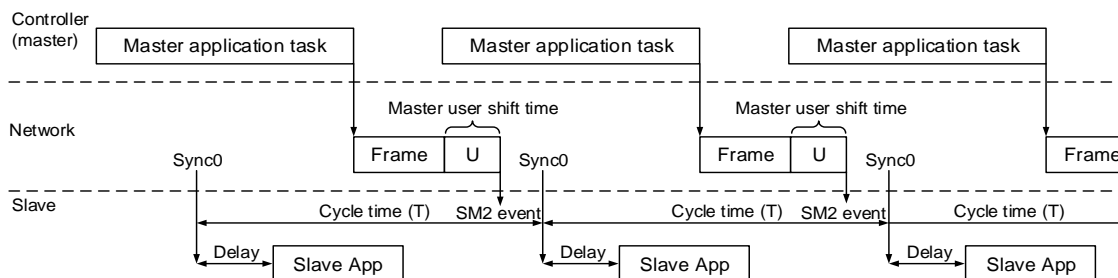 Controller
(master)
Master application task
Master application task
Master application task
Master user shift time
Master user shift time
Network
Frame
U
Frame
U
Frame
Sync0
Sync0
Sync0
Slave
Cycle time (T)
SM2 event
Cycle time (T)
SM2 event
Cycle time (T)
Delay
Slave App
Delay
Slave App
Delay
Slave App